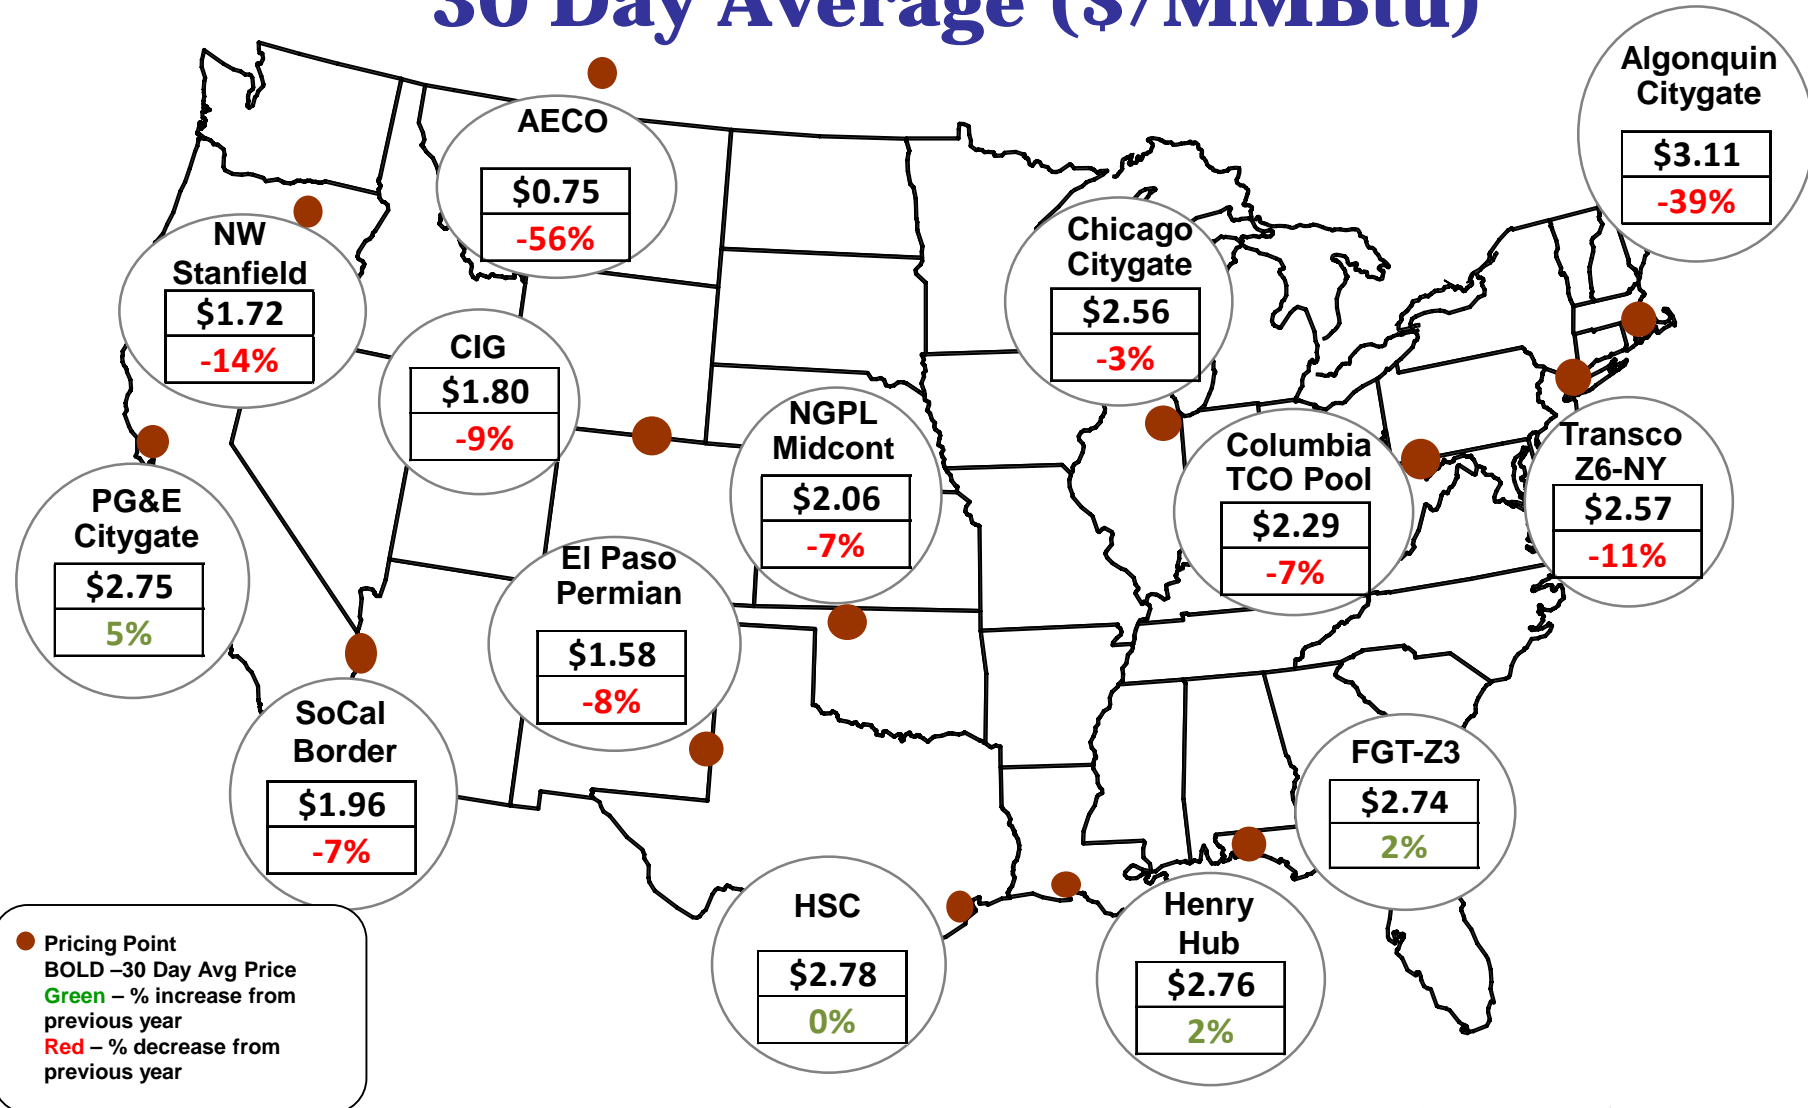 30 Day Average ($/MMBtu)
Algonquin
Citygate
$3.11
-39%
AECO
$0.75
-56%
NW
Stanfield
$1.72
-14%
Chicago
Citygate
$2.56
-3%
CIG
$1.80
-9%
NGPL
Midcont
$2.06
-7%
Columbia
TCO Pool
$2.29
-7%
Transco
Z6-NY
$2.57
-11%
PG&E
Citygate
$2.75
5%
El Paso
Permian
$1.58
-8%
SoCal
Border
$1.96
-7%
FGT-Z3
$2.74
2%
HSC
$2.78
0%
Henry
Hub
$2.76
2%
Pricing Point
BOLD –30 Day Avg Price
Green – % increase from
previous year
Red – % decrease from
previous year